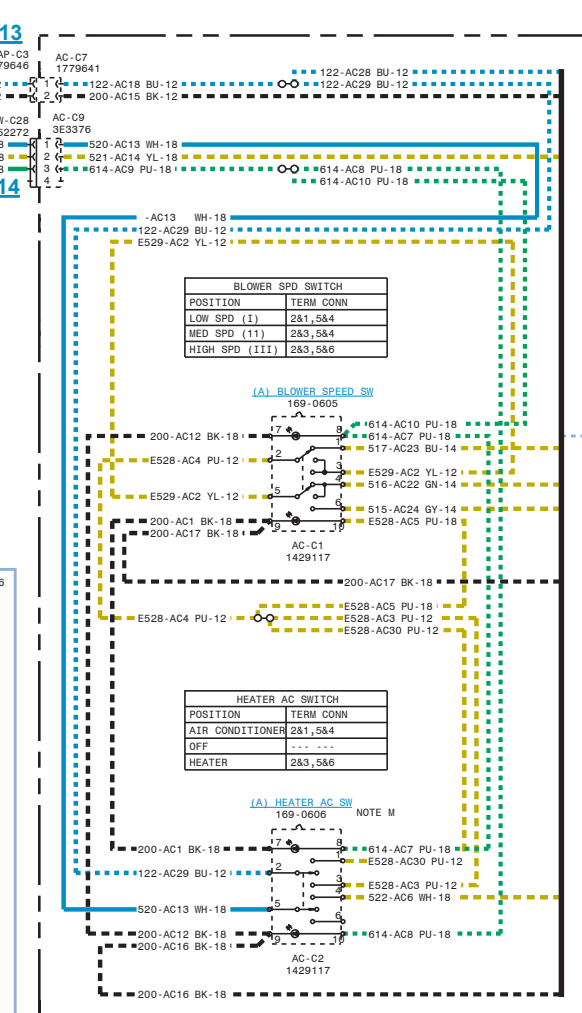 13
AP-C3
79646
AC-C7
1779641
1 122-AC18 BU-12
2 200-AC15 BK-12
122-AC28 BU-12
122-AC29 BU-12
W-C28
52272
AC-C9
3E3376
1 520-AC13 WH-18
2 521-AC14 YL-18
3 614-AC9 PU-18
4
614-AC8 PU-18
614-AC10 PU-18
14
-AC13 WH-18
122-AC29 BU-12
E529-AC2 YL-12
BLOWER SPD SWITCH
POSITION TERM CONN
LOW SPD (I) 2&1,5&4
MED SPD (11) 2&3,5&4
HIGH SPD (III) 2&3,5&6
(A) BLOWER SPEED SW
169-0605
200-AC12 BK-18 7 8 614-AC10 PU-18
614-AC7 PU-18
1 517-AC23 BU-14
E528-AC4 PU-12 2
3 E529-AC2 YL-12
4 516-AC22 GN-14
E529-AC2 YL-12 5
6 515-AC24 GY-14
200-AC1 BK-18 9 10 E528-AC5 PU-18
200-AC17 BK-18
AC-C1
1429117
200-AC17 BK-18
E528-AC5 PU-18
E528-AC4 PU-12 E528-AC3 PU-12
E528-AC30 PU-12
HEATER AC SWITCH
POSITION TERM CONN
AIR CONDITIONER 2&1,5&4
OFF --- ---
HEATER 2&3,5&6
(A) HEATER AC SW
169-0606 NOTE M
200-AC1 BK-18 7 8 614-AC7 PU-18
1 E528-AC30 PU-12
122-AC29 BU-12 2
3 E528-AC3 PU-12
4 522-AC6 WH-18
520-AC13 WH-18 5
6
200-AC12 BK-18 9 10 614-AC8 PU-18
200-AC16 BK-18
AC-C2
1429117
200-AC16 BK-18